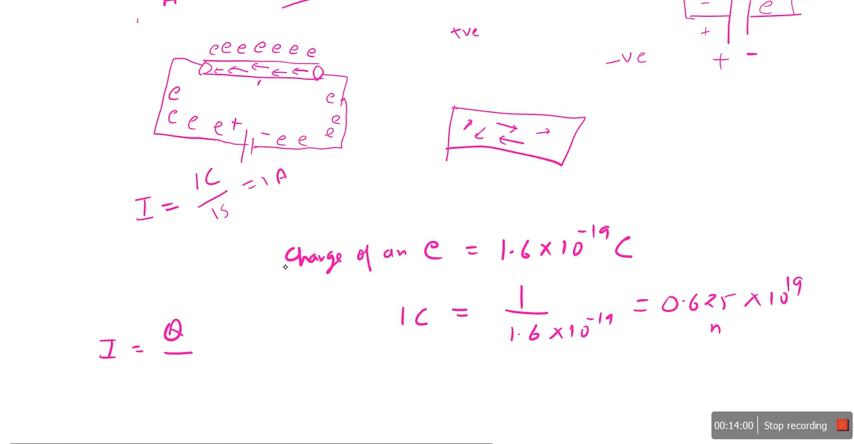 - e
+
+ -
+ve
-ve
e e e e e e e
e e
e e e + - e e e
e
I = 1C / 1S = 1A
Charge of an e = 1.6 × 10^-19 C
1C = 1 / 1.6 × 10^-19 = 0.625 × 10^19
n
I = Q
00:14:00 Stop recording